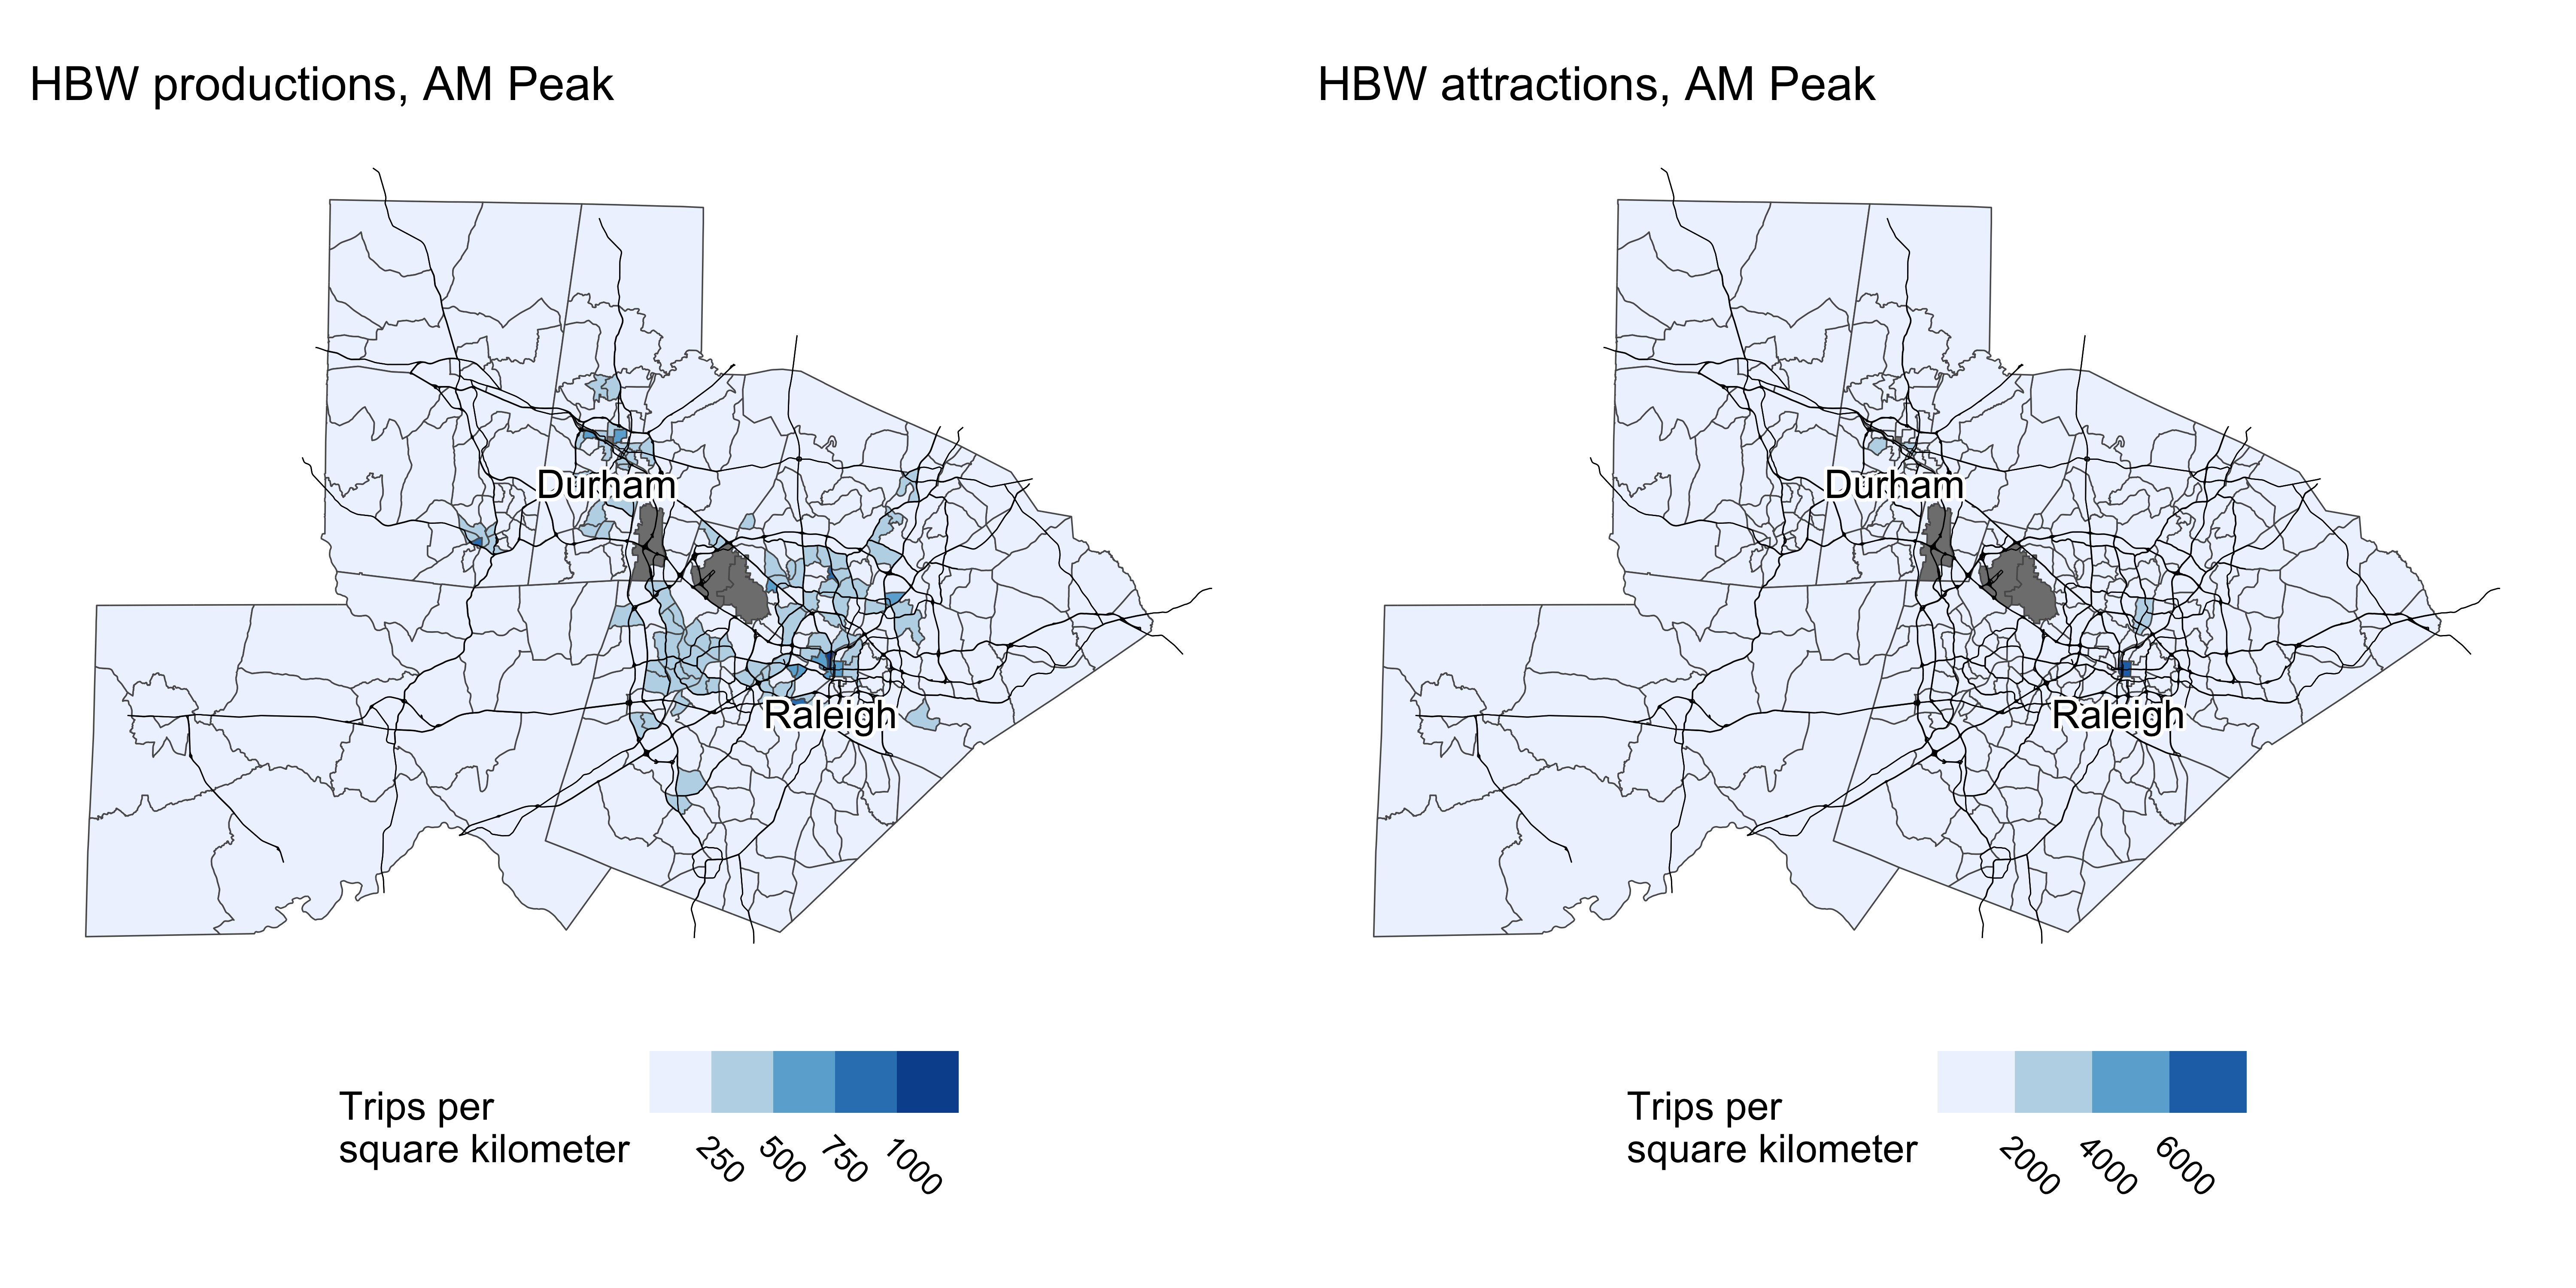 HBW productions, AM Peak
HBW attractions, AM Peak
Durham
Raleigh
Durham
Raleigh
Trips per
square kilometer
250
500
750
1000
Trips per
square kilometer
2000
4000
6000